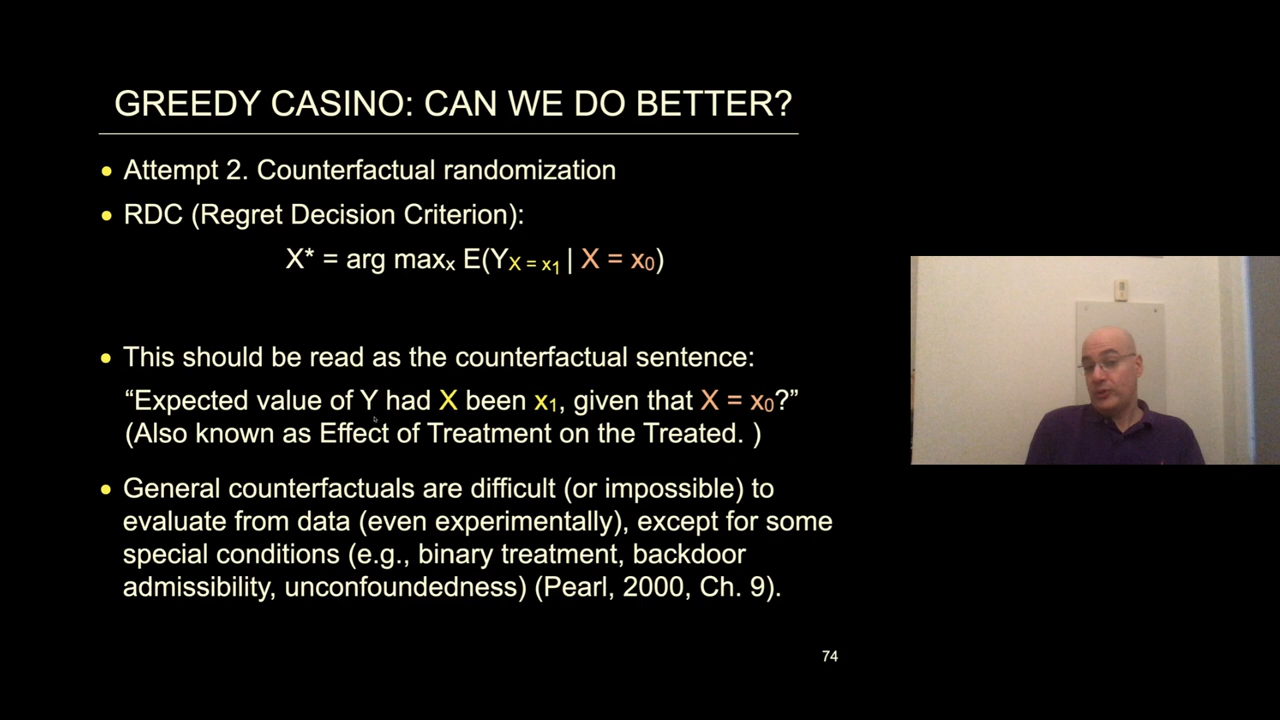 GREEDY CASINO: CAN WE DO BETTER?
• Attempt 2. Counterfactual randomization
• RDC (Regret Decision Criterion):
X* = arg maxₓ E(Y_X = x₁ | X = x₀)
• This should be read as the counterfactual sentence:
“Expected value of Y had X been x₁, given that X = x₀?”
(Also known as Effect of Treatment on the Treated. )
• General counterfactuals are difficult (or impossible) to
evaluate from data (even experimentally), except for some
special conditions (e.g., binary treatment, backdoor
admissibility, unconfoundedness) (Pearl, 2000, Ch. 9).
74